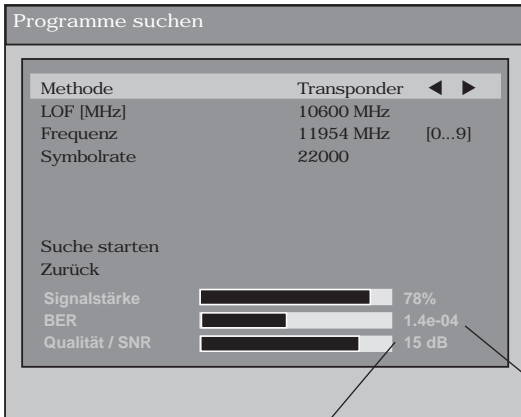 Programme suchen
Methode Transponder ◀ ▶
LOF [MHz] 10600 MHz
Frequenz 11954 MHz [0...9]
Symbolrate 22000
Suche starten
Zurück
Signalstärke 78%
BER 1.4e-04
Qualität / SNR 15 dB